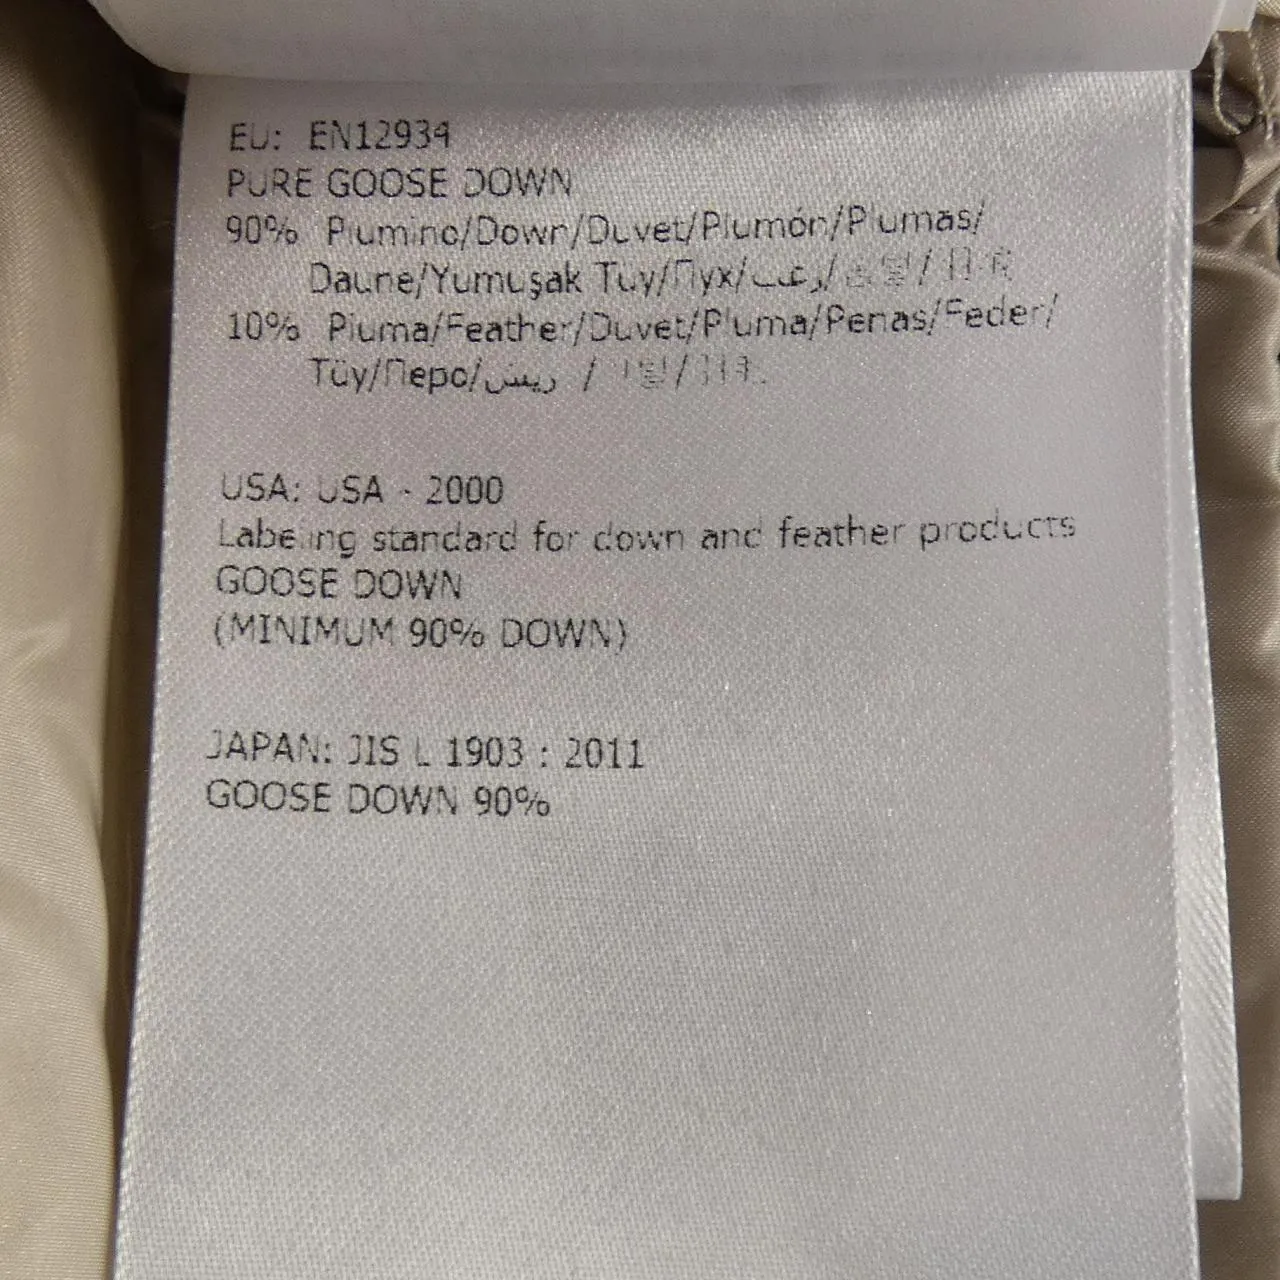 EU: EN12934
PURE GOOSE DOWN
90% Piumino/Down/Duvet/Plumón/Plumas/
Daune/Yumuşak Tüy/Пух/زغب/솜털/
10% Piuma/Feather/Duvet/Pluma/Penas/Feder/
Tüy/Перо/ريش /
USA: USA - 2000
Labeling standard for down and feather products
GOOSE DOWN
(MINIMUM 90% DOWN)
JAPAN: JIS L 1903 : 2011
GOOSE DOWN 90%